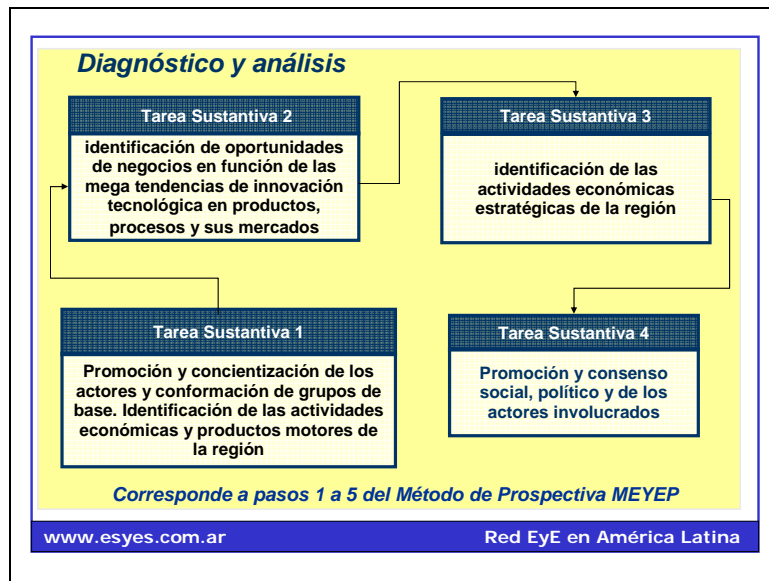 Diagnóstico y análisis
Tarea Sustantiva 2
identificación de oportunidades
de negocios en función de las
mega tendencias de innovación
tecnológica en productos,
procesos y sus mercados
Tarea Sustantiva 3
identificación de las
actividades económicas
estratégicas de la región
Tarea Sustantiva 1
Promoción y concientización de los
actores y conformación de grupos de
base. Identificación de las actividades
económicas y productos motores de
la región
Tarea Sustantiva 4
Promoción y consenso
social, político y de los
actores involucrados
Corresponde a pasos 1 a 5 del Método de Prospectiva MEYEP
www.esyes.com.ar
Red EyE en América Latina